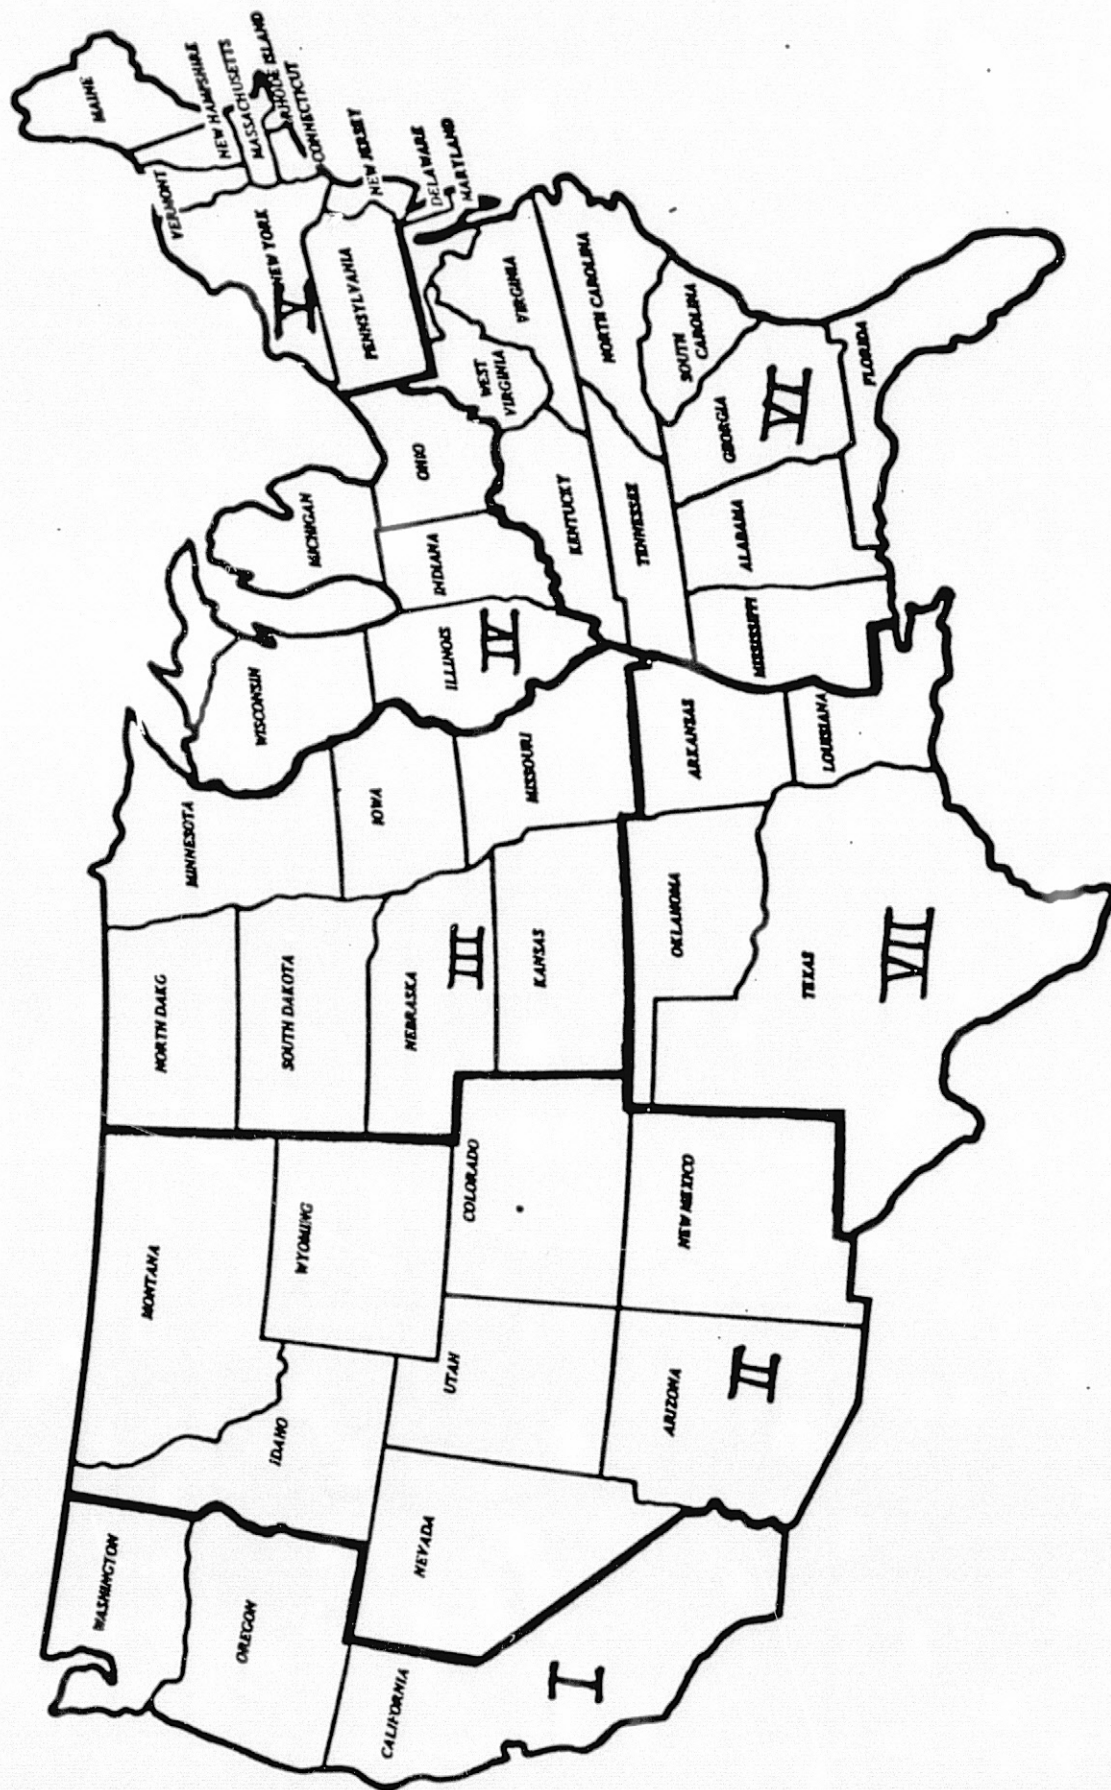 WASHINGTON
OREGON
CALIFORNIA
I
NEVADA
IDAHO
MONTANA
WYOMING
UTAH
COLORADO
ARIZONA
II
NEW MEXICO
NORTH DAKG
SOUTH DAKOTA
NEBRASKA
III
KANSAS
MINNESOTA
IOWA
MISSOURI
OKLAHOMA
TEXAS
VII
ARKANSAS
LOUISIANA
WISCONSIN
MICHIGAN
ILLINOIS
IV
INDIANA
OHIO
KENTUCKY
TENNESSEE
MISSISSIPPI
ALABAMA
GEORGIA
VI
FLORIDA
SOUTH
CAROLINA
NORTH CAROLINA
VIRGINIA
WEST
VIRGINIA
PENNSYLVANIA
V
NEW YORK
VERMONT
MAINE
NEW HAMPSHIRE
MASSACHUSETTS
RHODE ISLAND
CONNECTICUT
NEW JERSEY
DELAWARE
MARYLAND